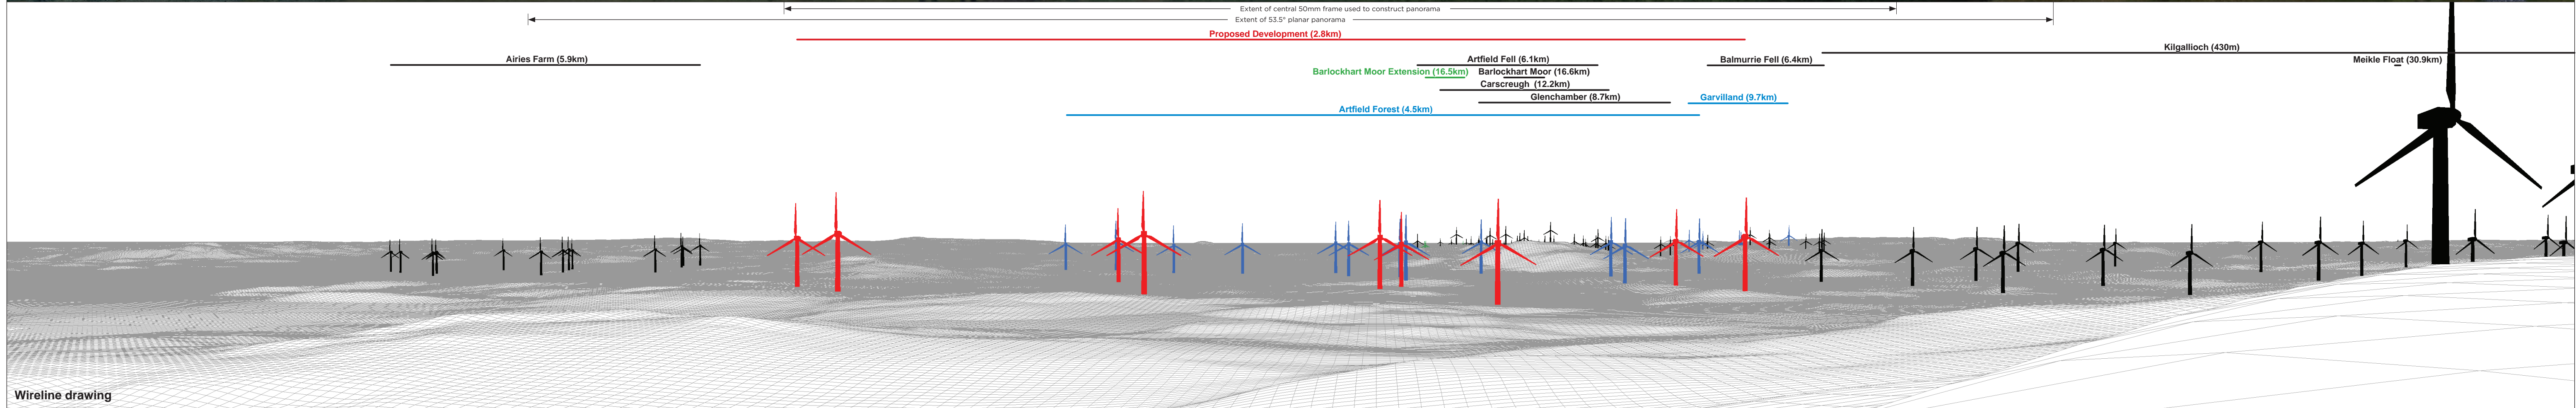 Extent of central 50mm frame used to construct panorama
Extent of 53.5° planar panorama
Proposed Development (2.8km)
Kilgallioch (430m)
Airies Farm (5.9km)
Artfield Fell (6.1km)
Balmurrie Fell (6.4km)
Meikle Float (30.9km)
Barlockhart Moor Extension (16.5km)
Barlockhart Moor (16.6km)
Carscreugh (12.2km)
Glenchamber (8.7km)
Garvilland (9.7km)
Artfield Forest (4.5km)
Wireline drawing